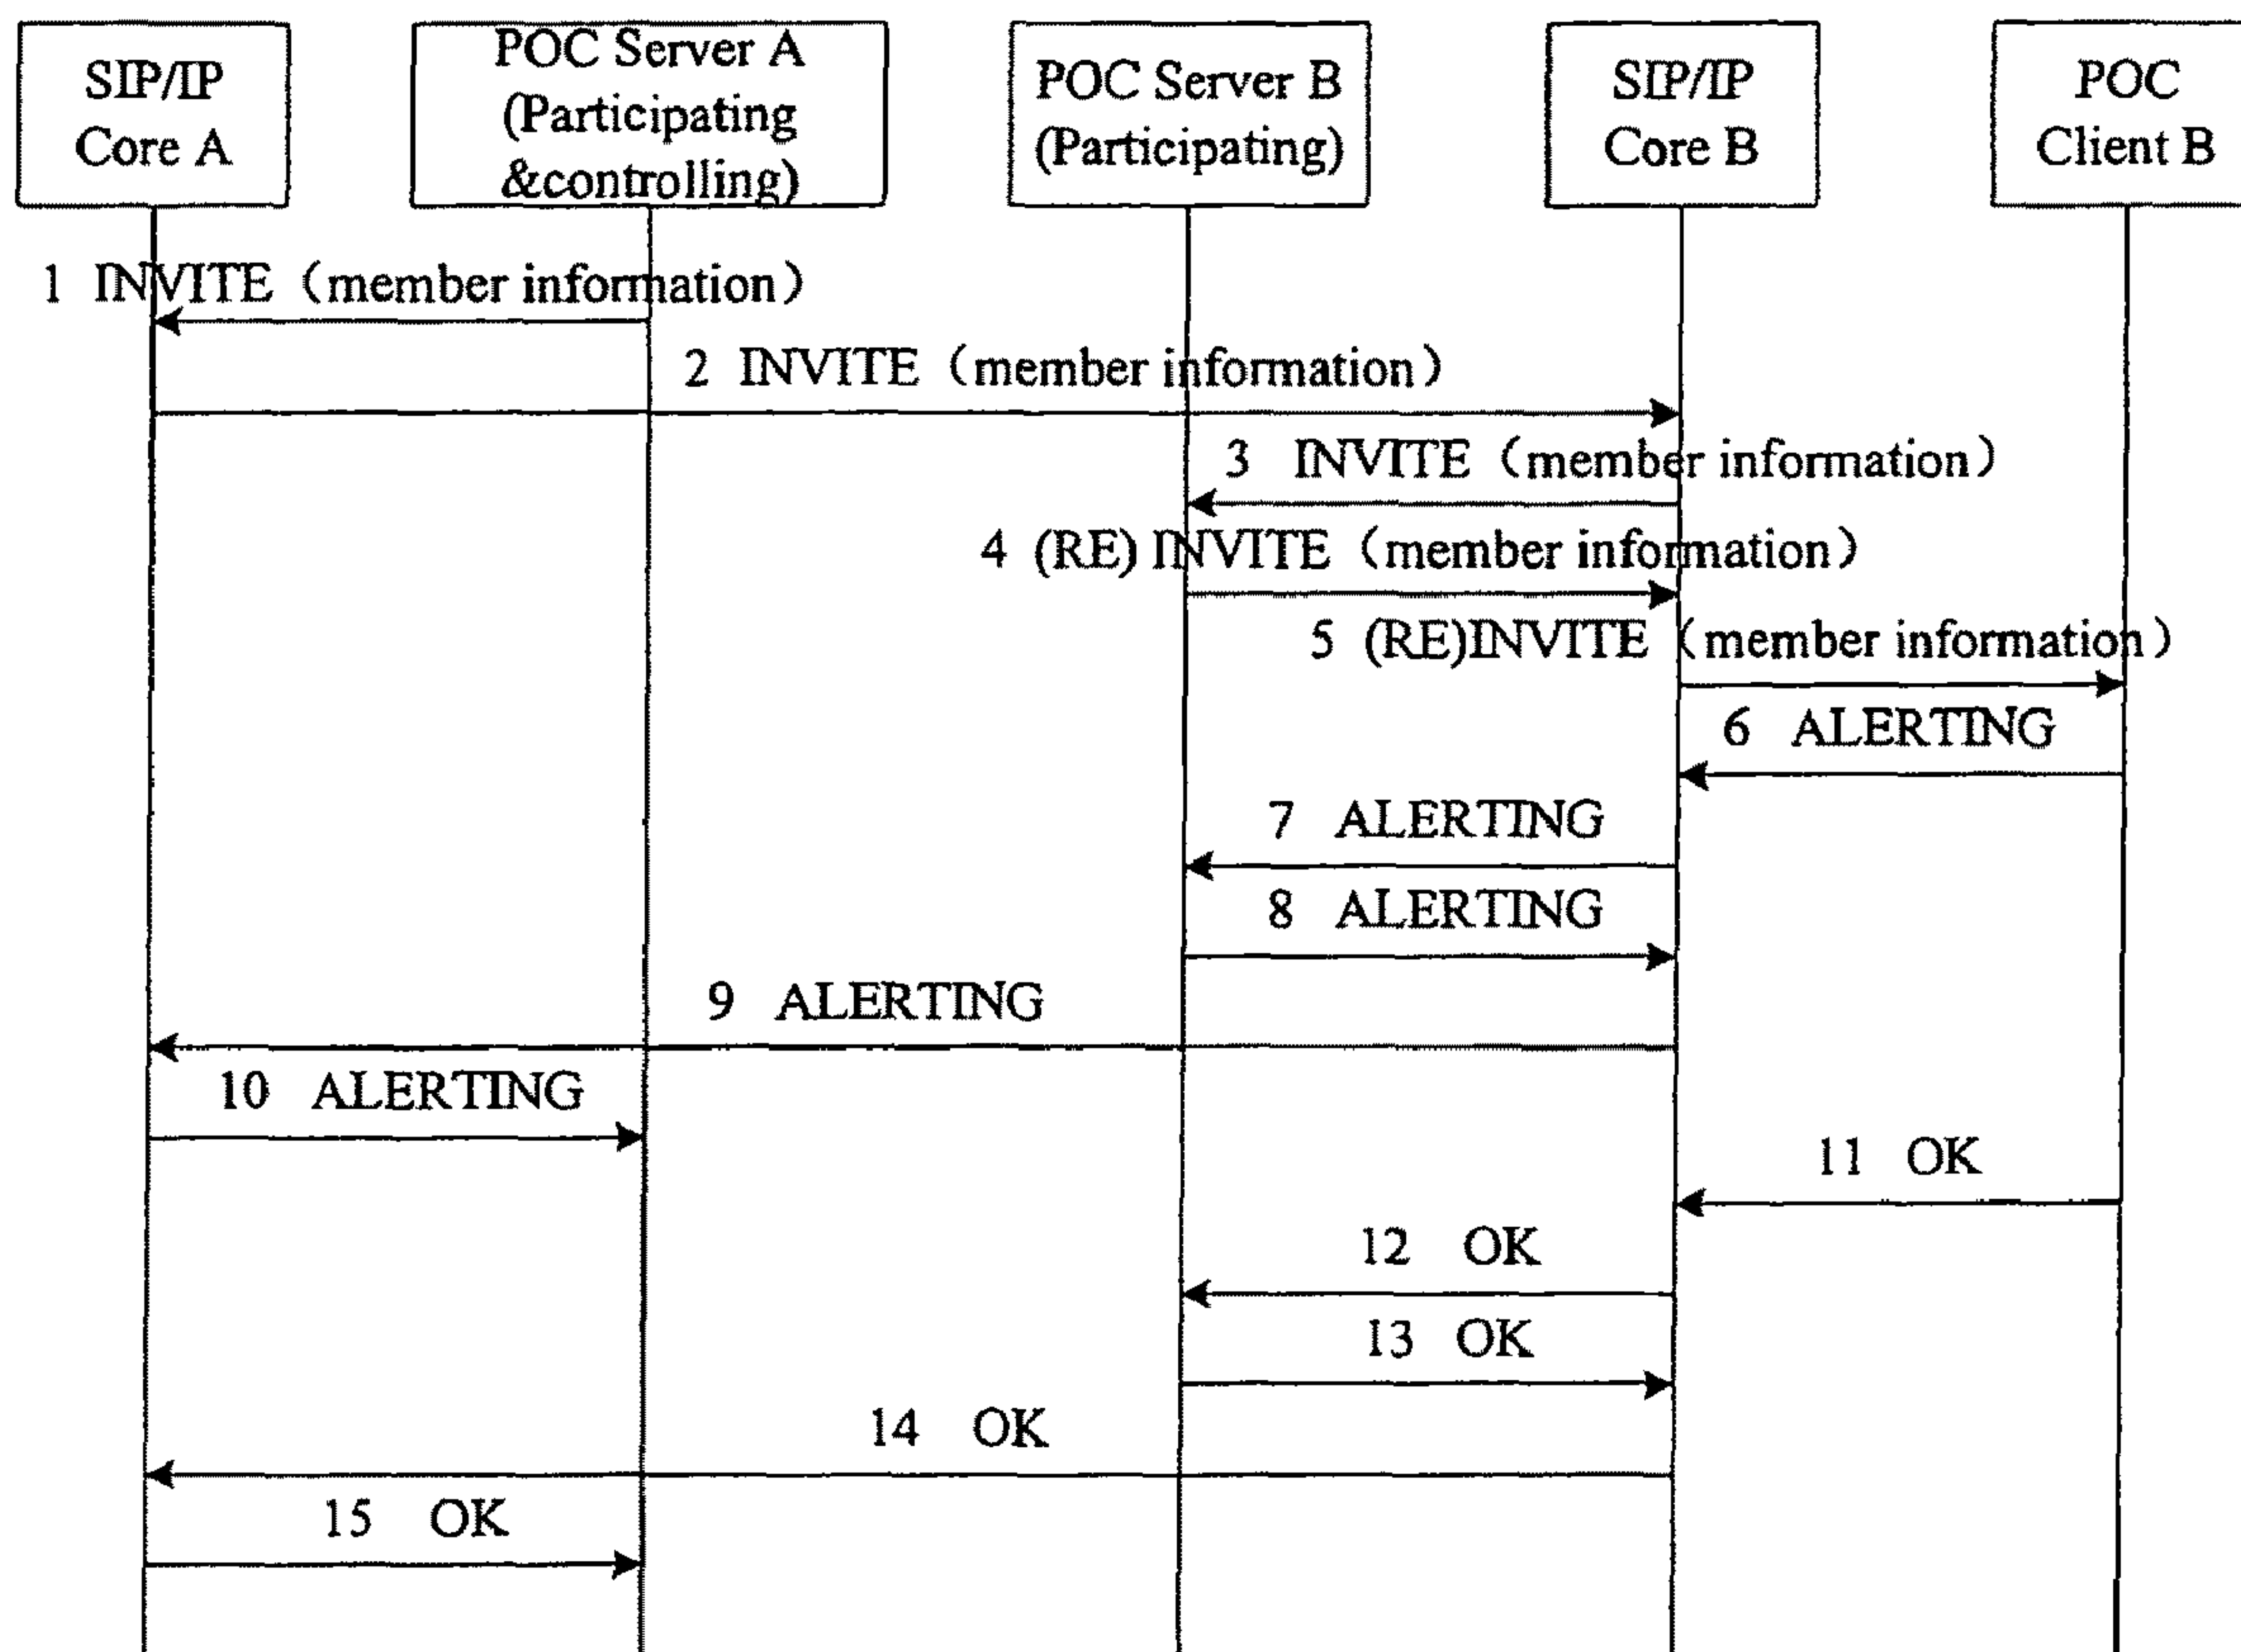 SIP/IP
Core A
POC Server A
(Participating
&controlling)
POC Server B
(Participating)
SIP/IP
Core B
POC
Client B
1 INVITE（member information）
2 INVITE（member information）
3 INVITE（member information）
4 (RE) INVITE（member information）
5 (RE)INVITE（member information）
6 ALERTING
7 ALERTING
8 ALERTING
9 ALERTING
10 ALERTING
11 OK
12 OK
13 OK
14 OK
15 OK